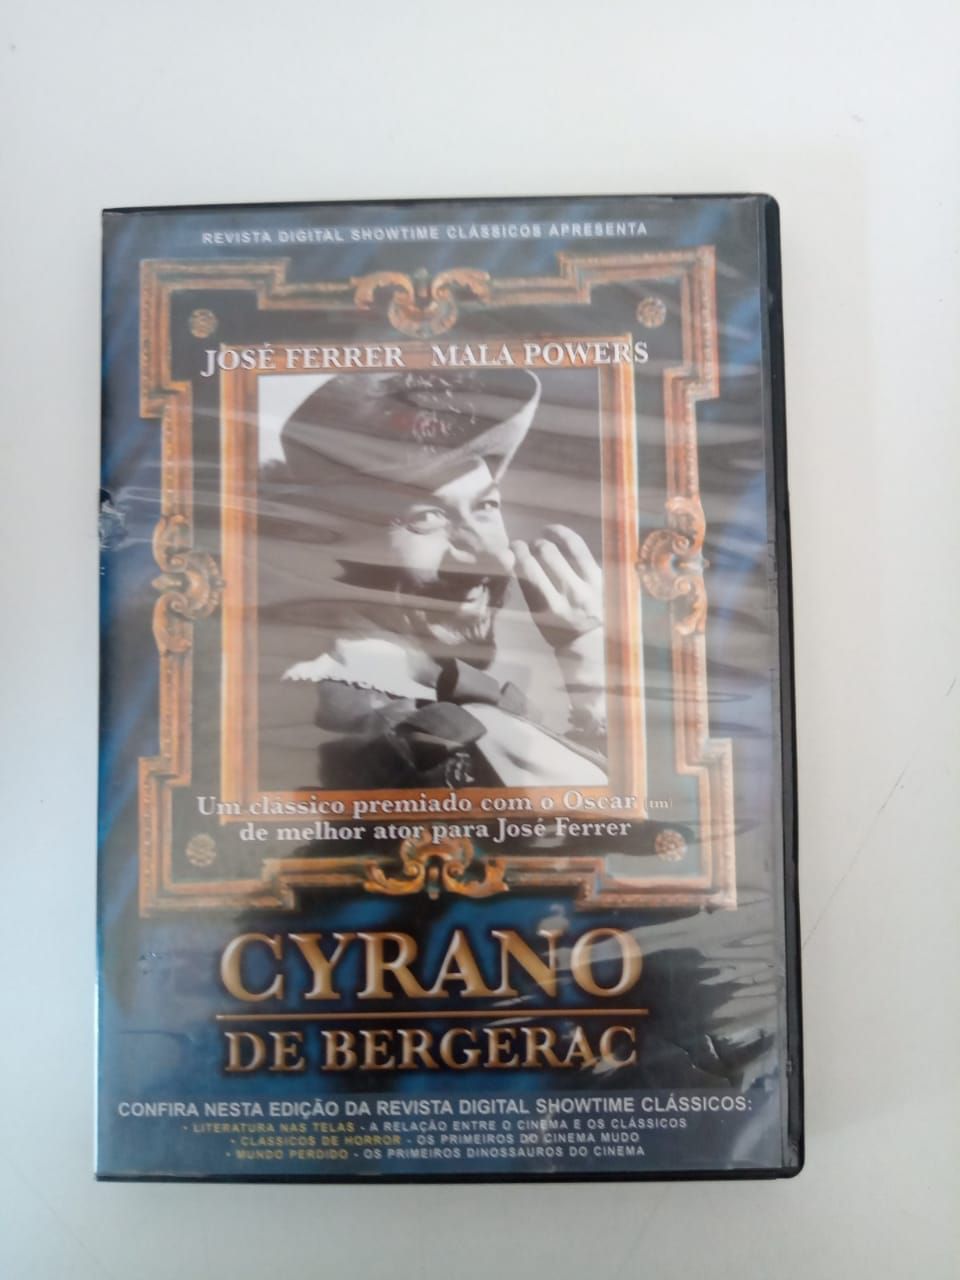 REVISTA DIGITAL SHOWTIME CLÁSSICOS APRESENTA
JOSÉ FERRER MALA POWERS
Um clássico premiado com o Oscar (tm)
de melhor ator para José Ferrer
CYRANO
DE BERGERAC
CONFIRA NESTA EDIÇÃO DA REVISTA DIGITAL SHOWTIME CLÁSSICOS:
· LITERATURA NAS TELAS - A RELAÇÃO ENTRE O CINEMA E OS CLÁSSICOS
· CLASSICOS DE HORROR - OS PRIMEIROS DO CINEMA MUDO
· MUNDO PERDIDO - OS PRIMEIROS DINOSSAUROS DO CINEMA